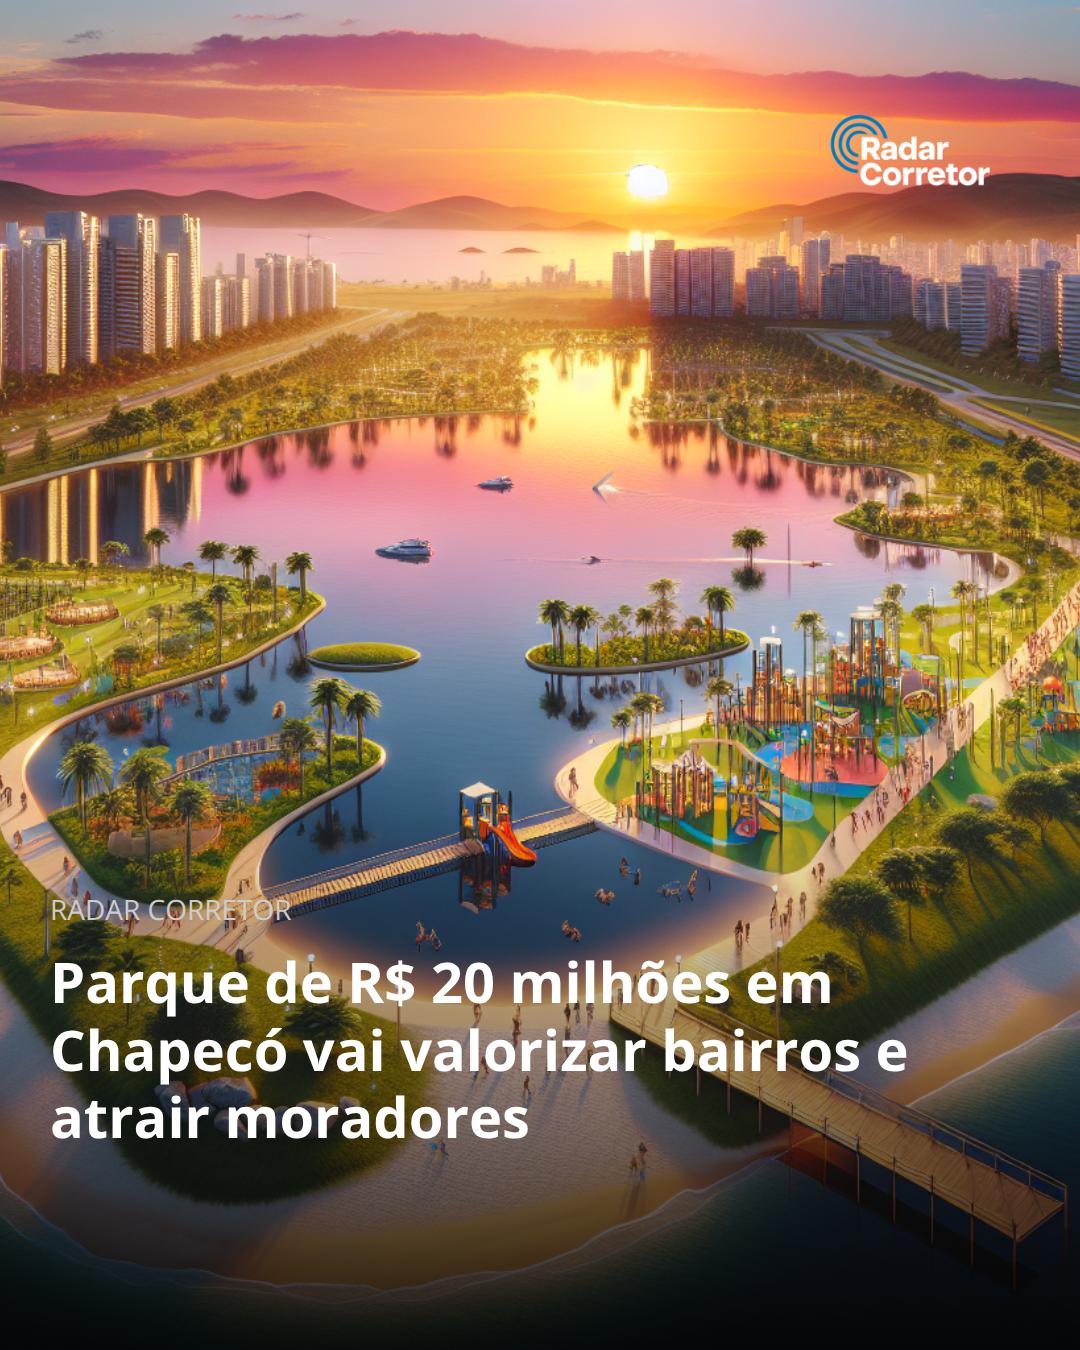 Radar
Corretor
RADAR CORRETOR
Parque de R$ 20 milhões em
Chapecó vai valorizar bairros e
atrair moradores